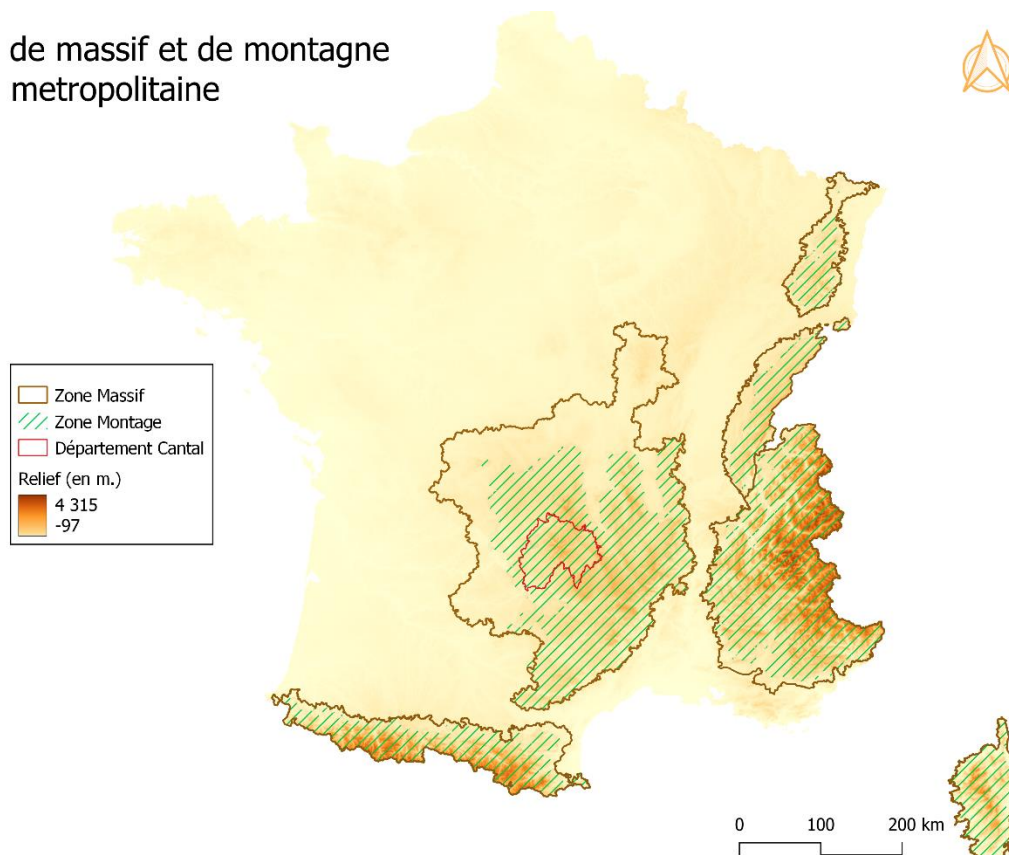 de massif et de montagne
metropolitaine
Zone Massif
Zone Montage
Département Cantal
Relief (en m.)
4 315
-97
0 100 200 km